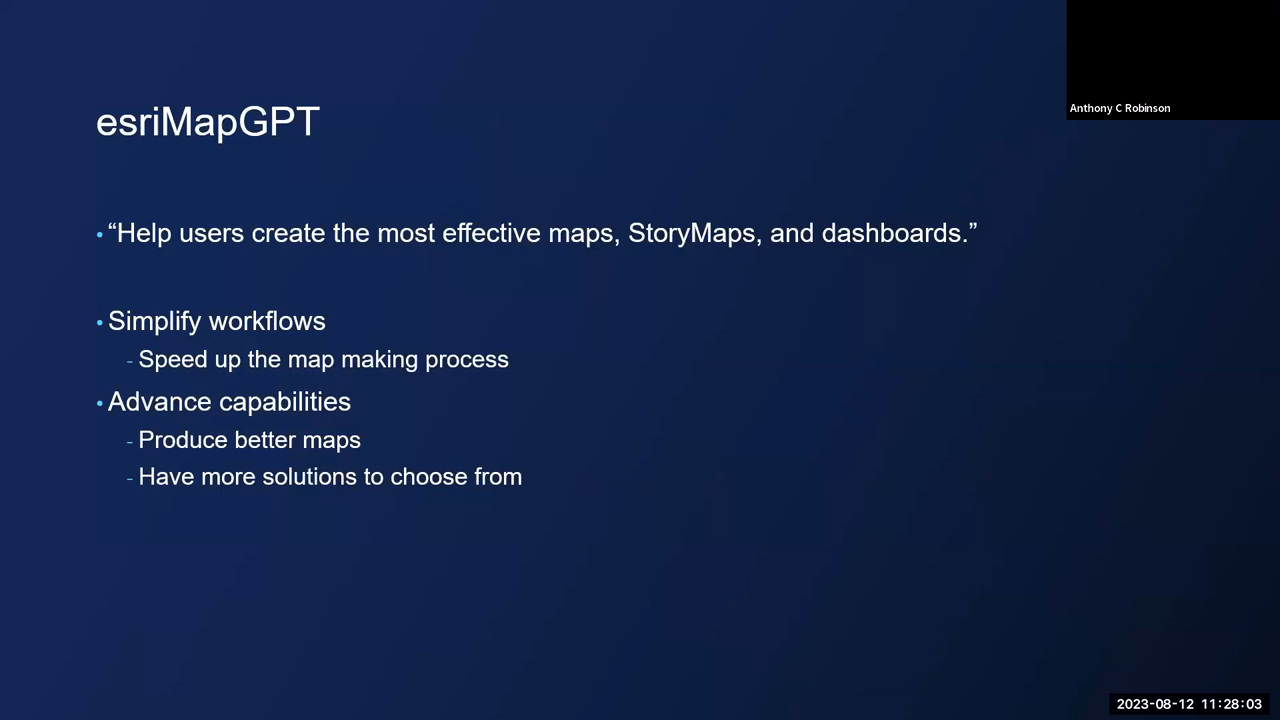 Anthony C Robinson
esriMapGPT
• “Help users create the most effective maps, StoryMaps, and dashboards.”
• Simplify workflows
- Speed up the map making process
• Advance capabilities
- Produce better maps
- Have more solutions to choose from
2023-08-12 11:28:03